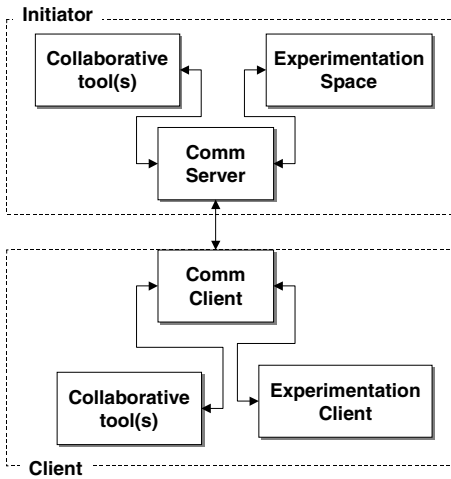 Initiator
Collaborative
tool(s)
Experimentation
Space
Comm
Server
Comm
Client
Collaborative
tool(s)
Experimentation
Client
Client